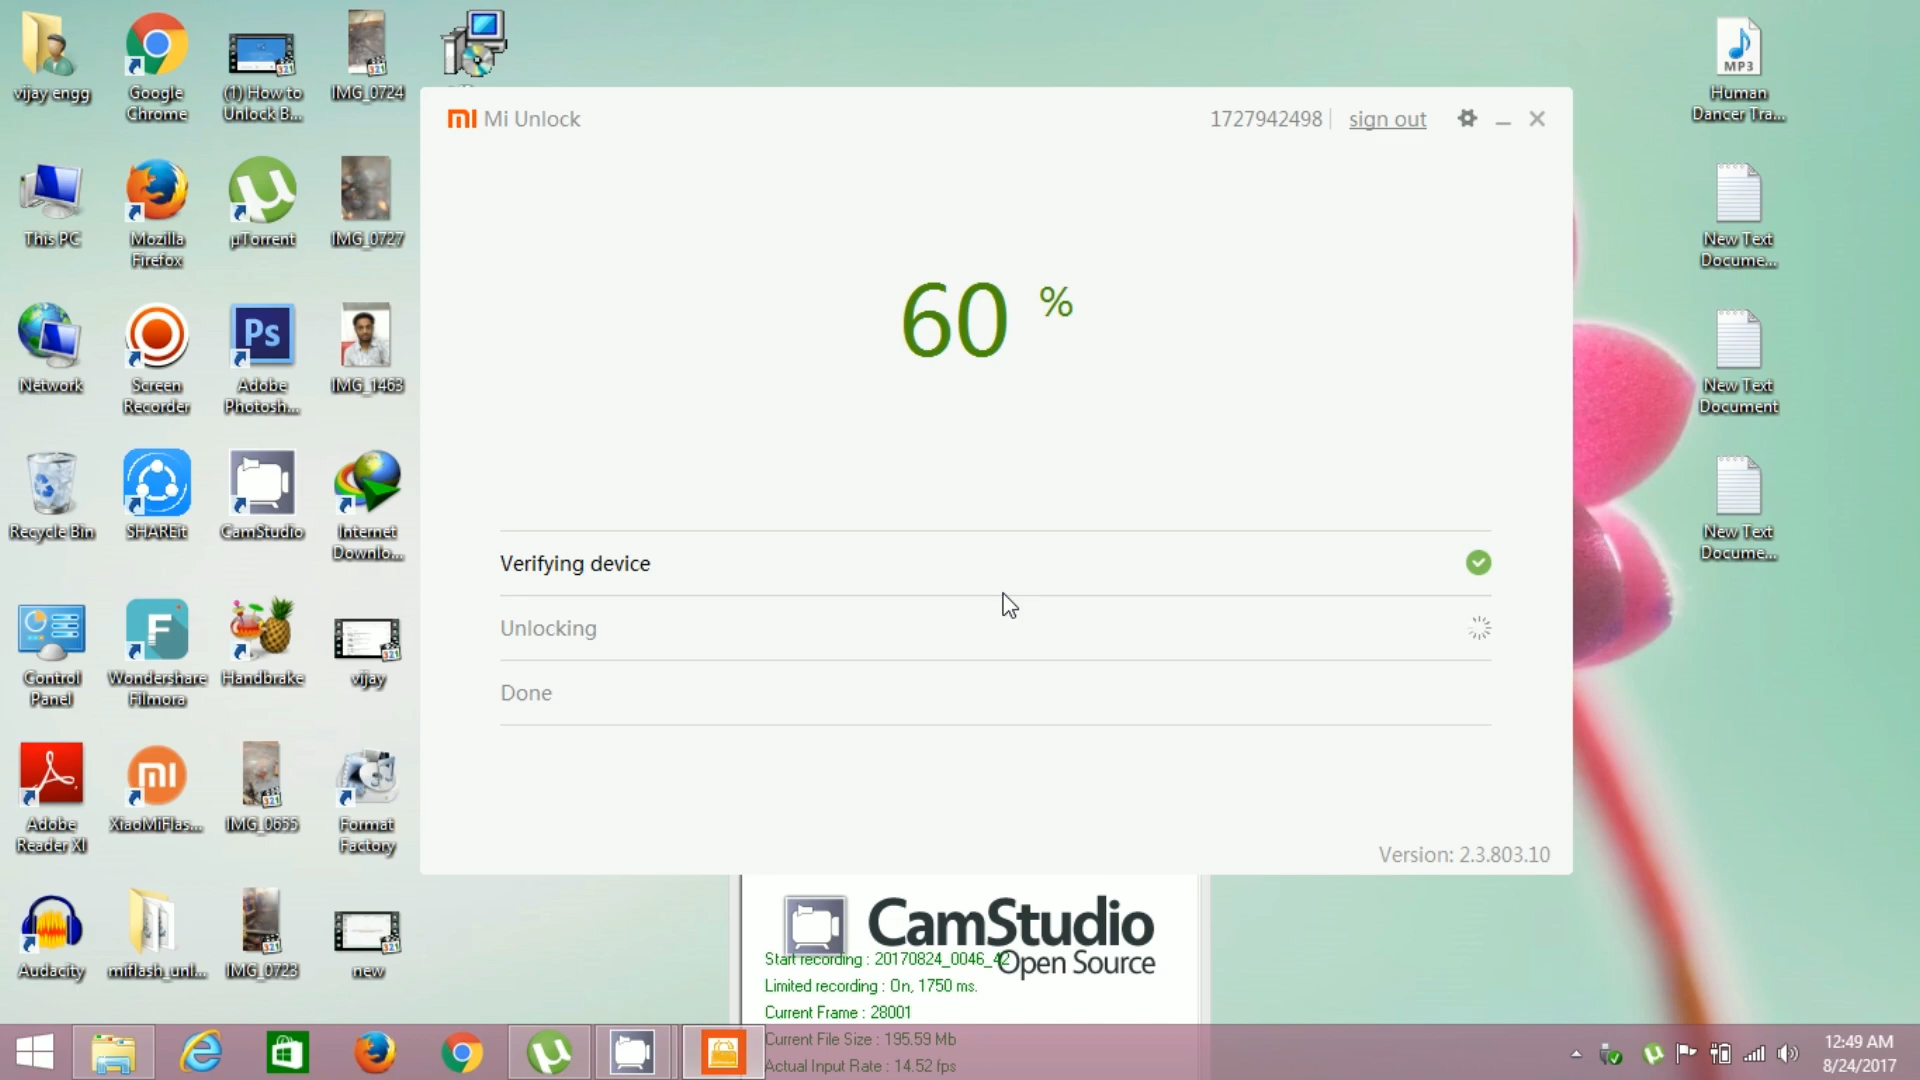 vijay engg
Google
Chrome
(1) How to
Unlock B...
IMG_0724
This PC
Mozilla
Firefox
µTorrent
IMG_0727
Network
Screen
Recorder
Ps
Adobe
Photosh...
IMG_1463
Recycle Bin
SHAREit
CamStudio
Internet
Downlo...
Control
Panel
Wondershare
Filmora
Handbrake
vijay
Adobe
Reader XI
XiaoMiFlas...
IMG_0655
Format
Factory
Audacity
miflash_unl...
IMG_0723
new
mi Mi Unlock
1727942498
sign out
60 %
Verifying device
Unlocking
Done
Version: 2.3.803.10
MP3
Human
Dancer Tra...
New Text
Docume...
New Text
Document
New Text
Docume...
CamStudio
Open Source
Start recording : 20170824_0046_42
Limited recording : On, 1750 ms.
Current Frame : 28001
Current File Size : 195.59 Mb
Actual Input Rate : 14.52 fps
12:49 AM
8/24/2017